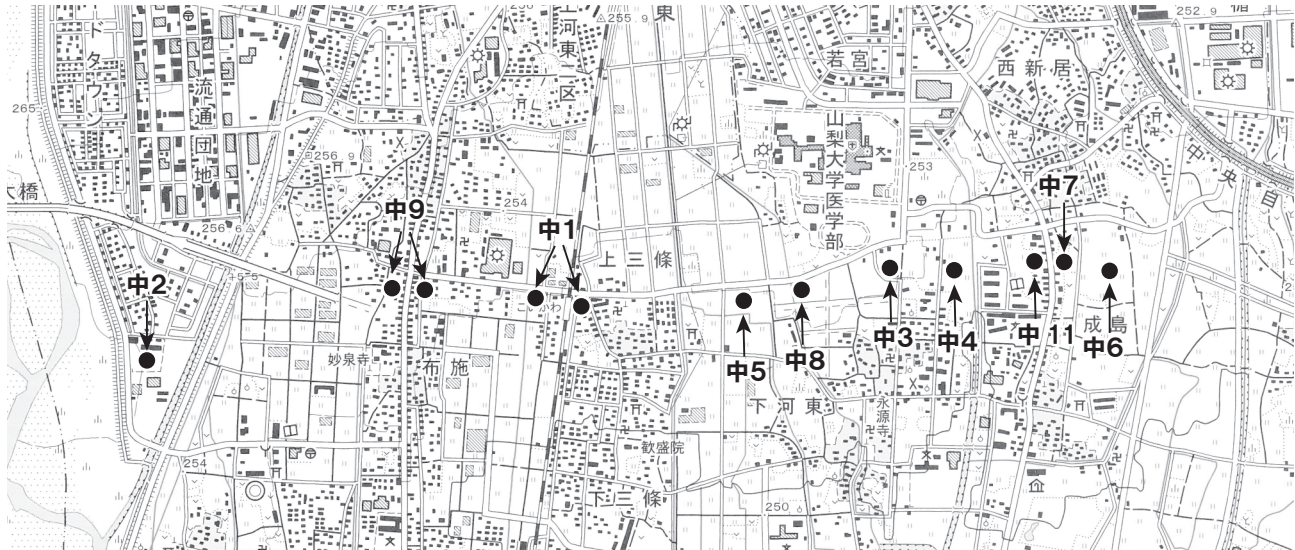 255.9
252.9
上河東二区
東
若宮
西新居
流通団地
ドタウン
265
山梨大学医学部
253
中央自
256.9
橋
256.6
254
中7
中9
中1
上三條
中2
中5
中8
中3
中4
中11
成島
中6
妙泉寺
布施
下河東
永源寺
歓盛院
254
下三條
250